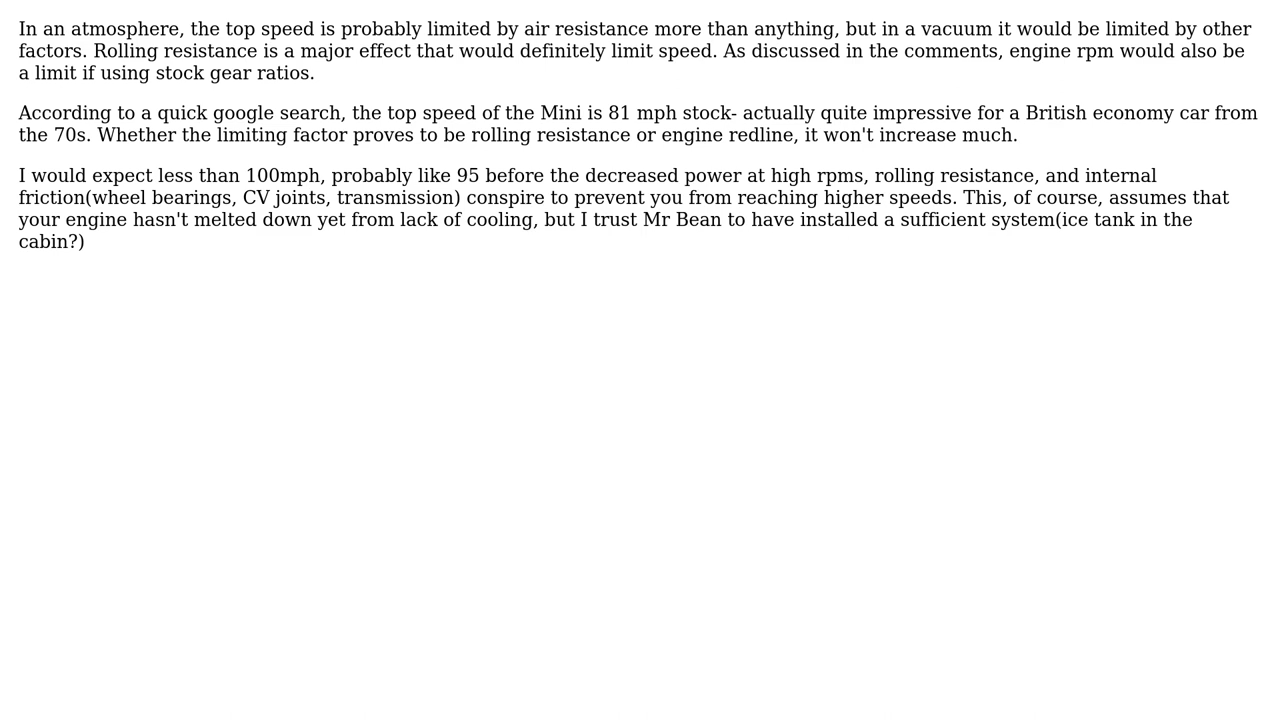 In an atmosphere, the top speed is probably limited by air resistance more than anything, but in a vacuum it would be limited by other
factors. Rolling resistance is a major effect that would definitely limit speed. As discussed in the comments, engine rpm would also be
a limit if using stock gear ratios.
According to a quick google search, the top speed of the Mini is 81 mph stock- actually quite impressive for a British economy car from
the 70s. Whether the limiting factor proves to be rolling resistance or engine redline, it won't increase much.
I would expect less than 100mph, probably like 95 before the decreased power at high rpms, rolling resistance, and internal
friction(wheel bearings, CV joints, transmission) conspire to prevent you from reaching higher speeds. This, of course, assumes that
your engine hasn't melted down yet from lack of cooling, but I trust Mr Bean to have installed a sufficient system(ice tank in the
cabin?)